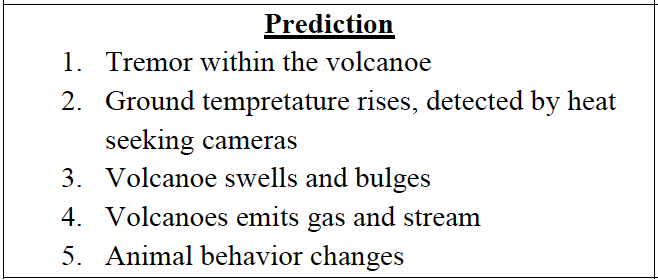 Prediction
1. Tremor within the volcanoe
2. Ground tempretature rises, detected by heat
seeking cameras
3. Volcanoe swells and bulges
4. Volcanoes emits gas and stream
5. Animal behavior changes